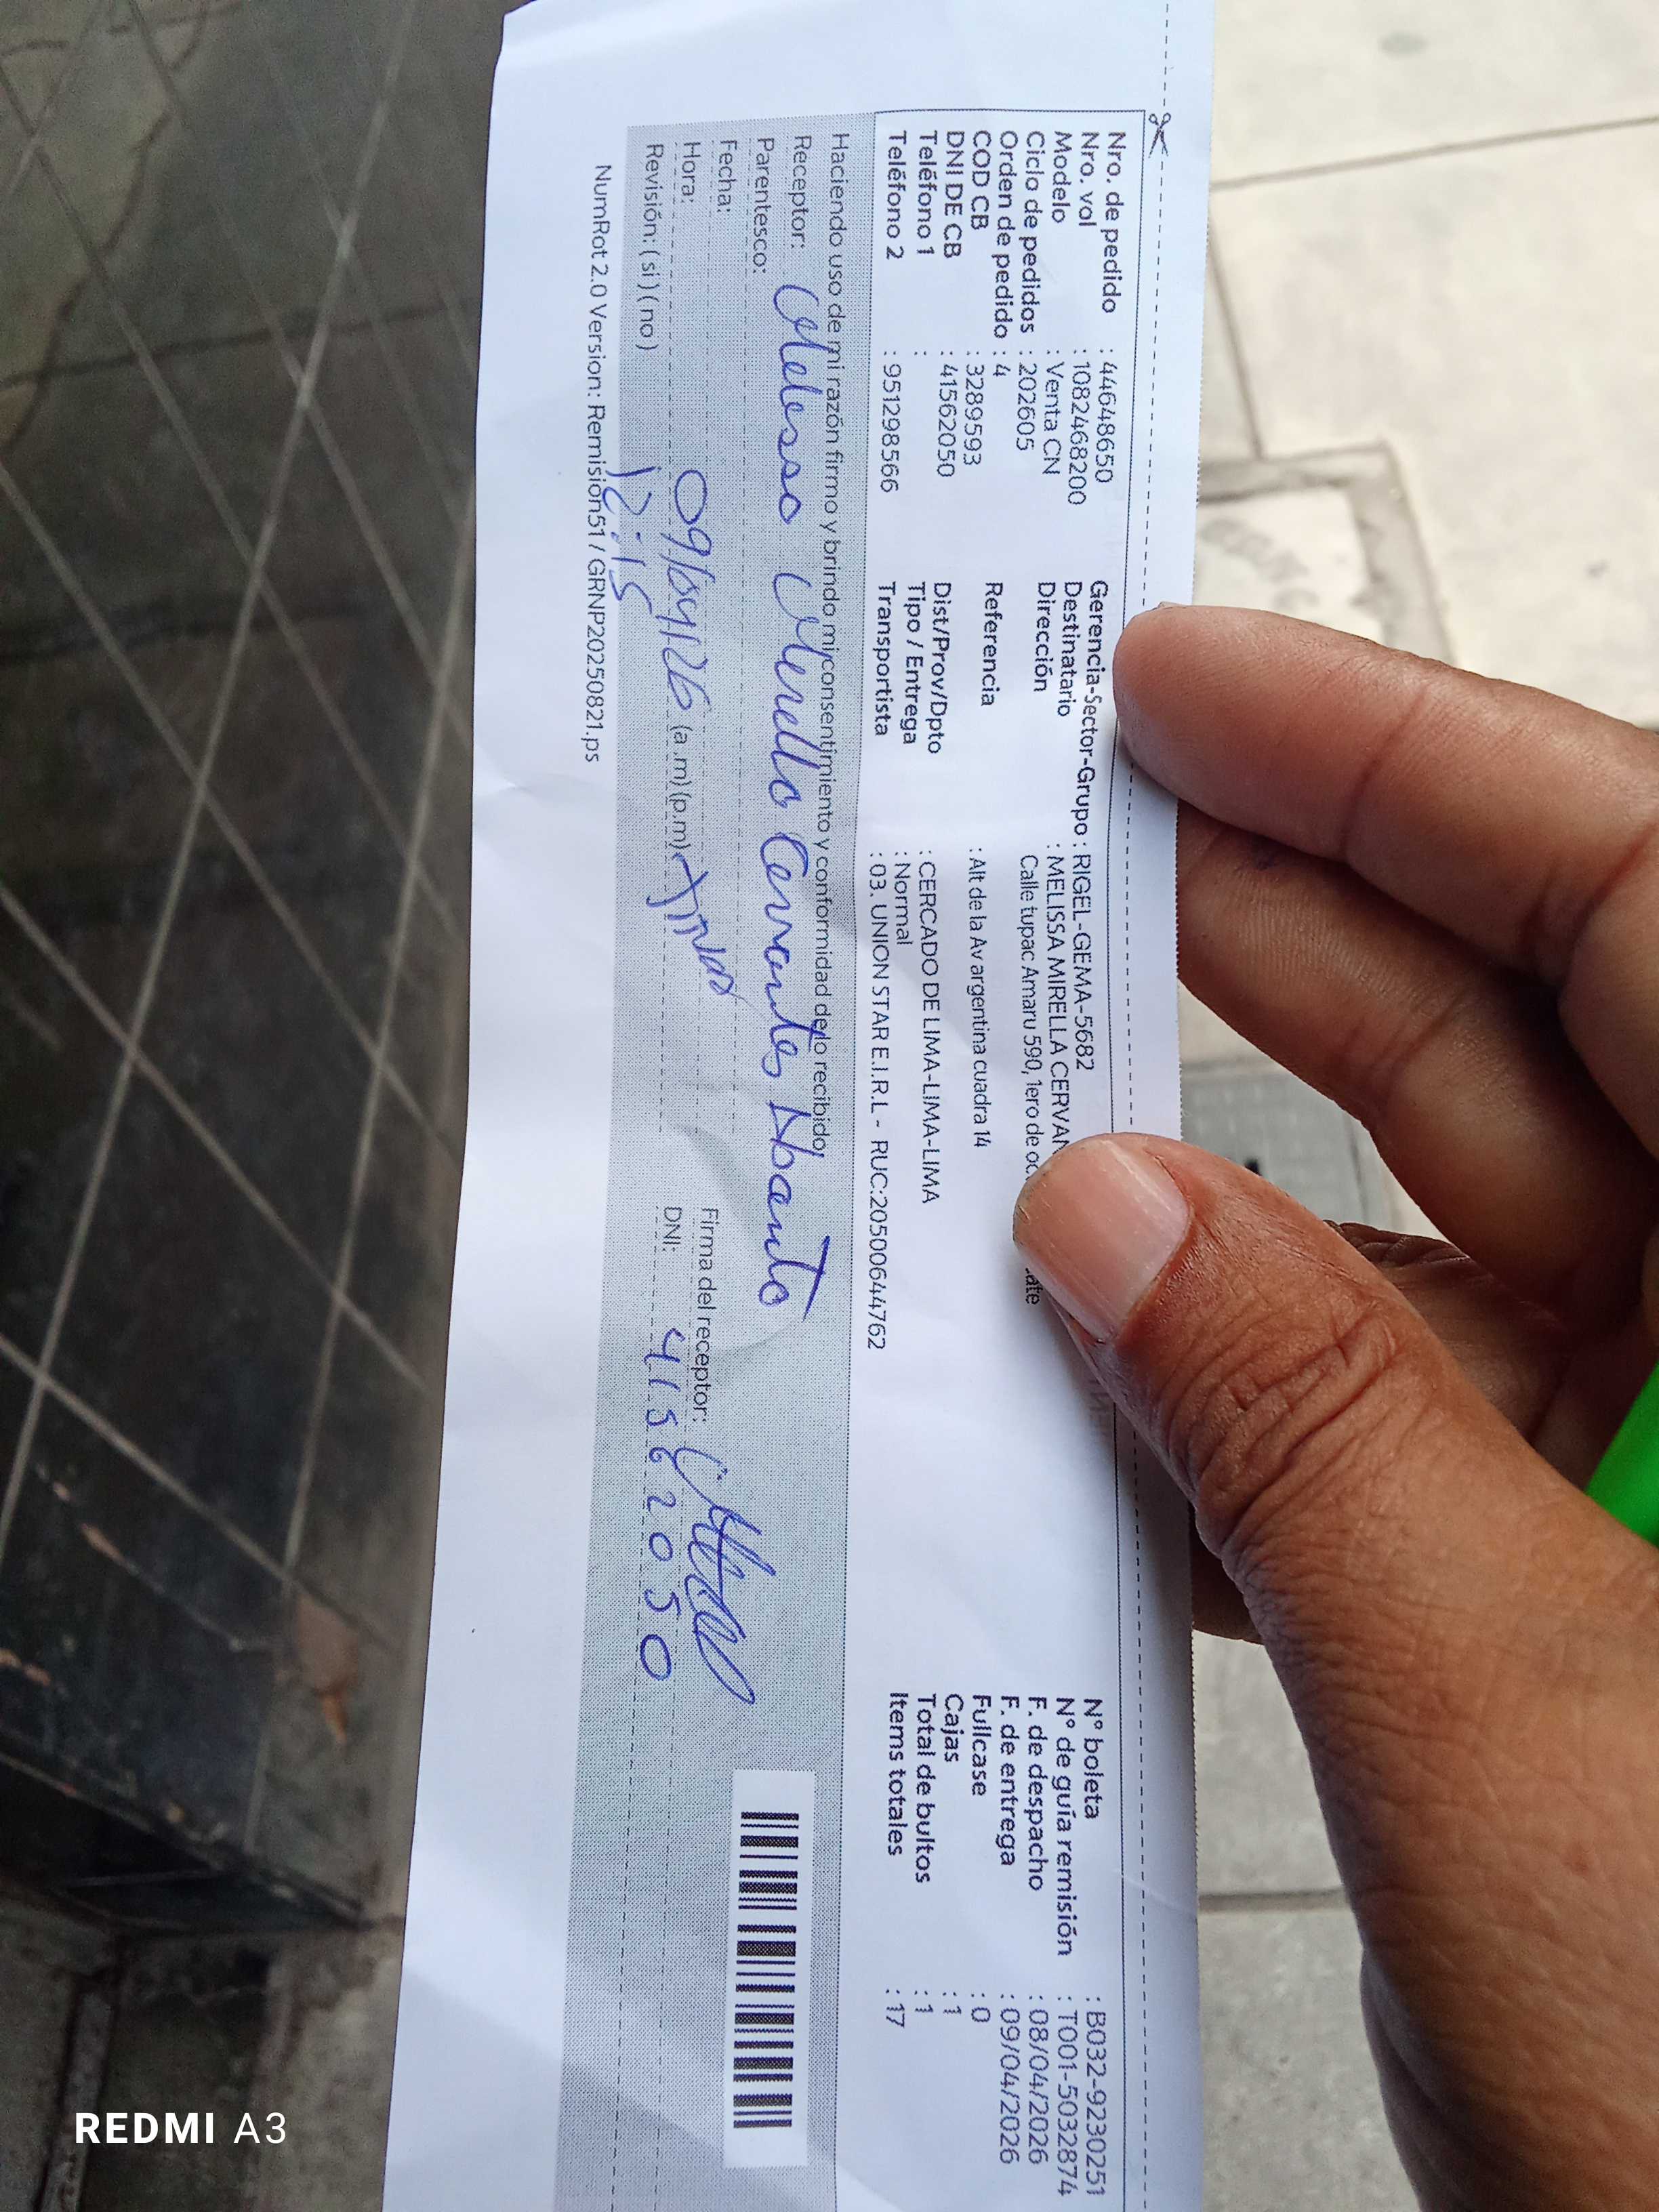 Nro. de pedido : 44648650
Nro. vol : 1082468200
Modelo : Venta CN
Ciclo de pedidos : 202605
Orden de pedido : 4
COD CB : 3289593
DNI DE CB : 41562050
Teléfono 1 :
Teléfono 2 : 951298566
Gerencia-Sector-Grupo : RIGEL-GEMA-5682
Destinatario : MELISSA MIRELLA CERVAN
Dirección Calle tupac Amaru 590, 1ero de
Referencia : Alt de la Av argentina cuadra 14
Dist/Prov/Dpto : CERCADO DE LIMA-LIMA-LIMA
Tipo / Entrega : Normal
Transportista : 03. UNION STAR E.I.R.L - RUC:20500644762
N° boleta : B032-9230251
N° de guía remisión : T001-5032874
F. de despacho : 08/04/2026
F. de entrega : 09/04/2026
Fullcase : 0
Cajas : 1
Total de bultos : 1
Items totales : 17
Haciendo uso de mi razón firmo y brindo mi consentimiento y conformidad de lo recibido
Receptor: Melissa Mirella Cervantes Abanto
Parentesco:
Fecha: 09/04/26
Hora: 12:15 (a.m) (p.m)
Firma del receptor:
Revisión: (si) (no)
DNI: 41562050
NumRot 2.0 Version: Remisión51 / GRNP20250821.ps
REDMI A3